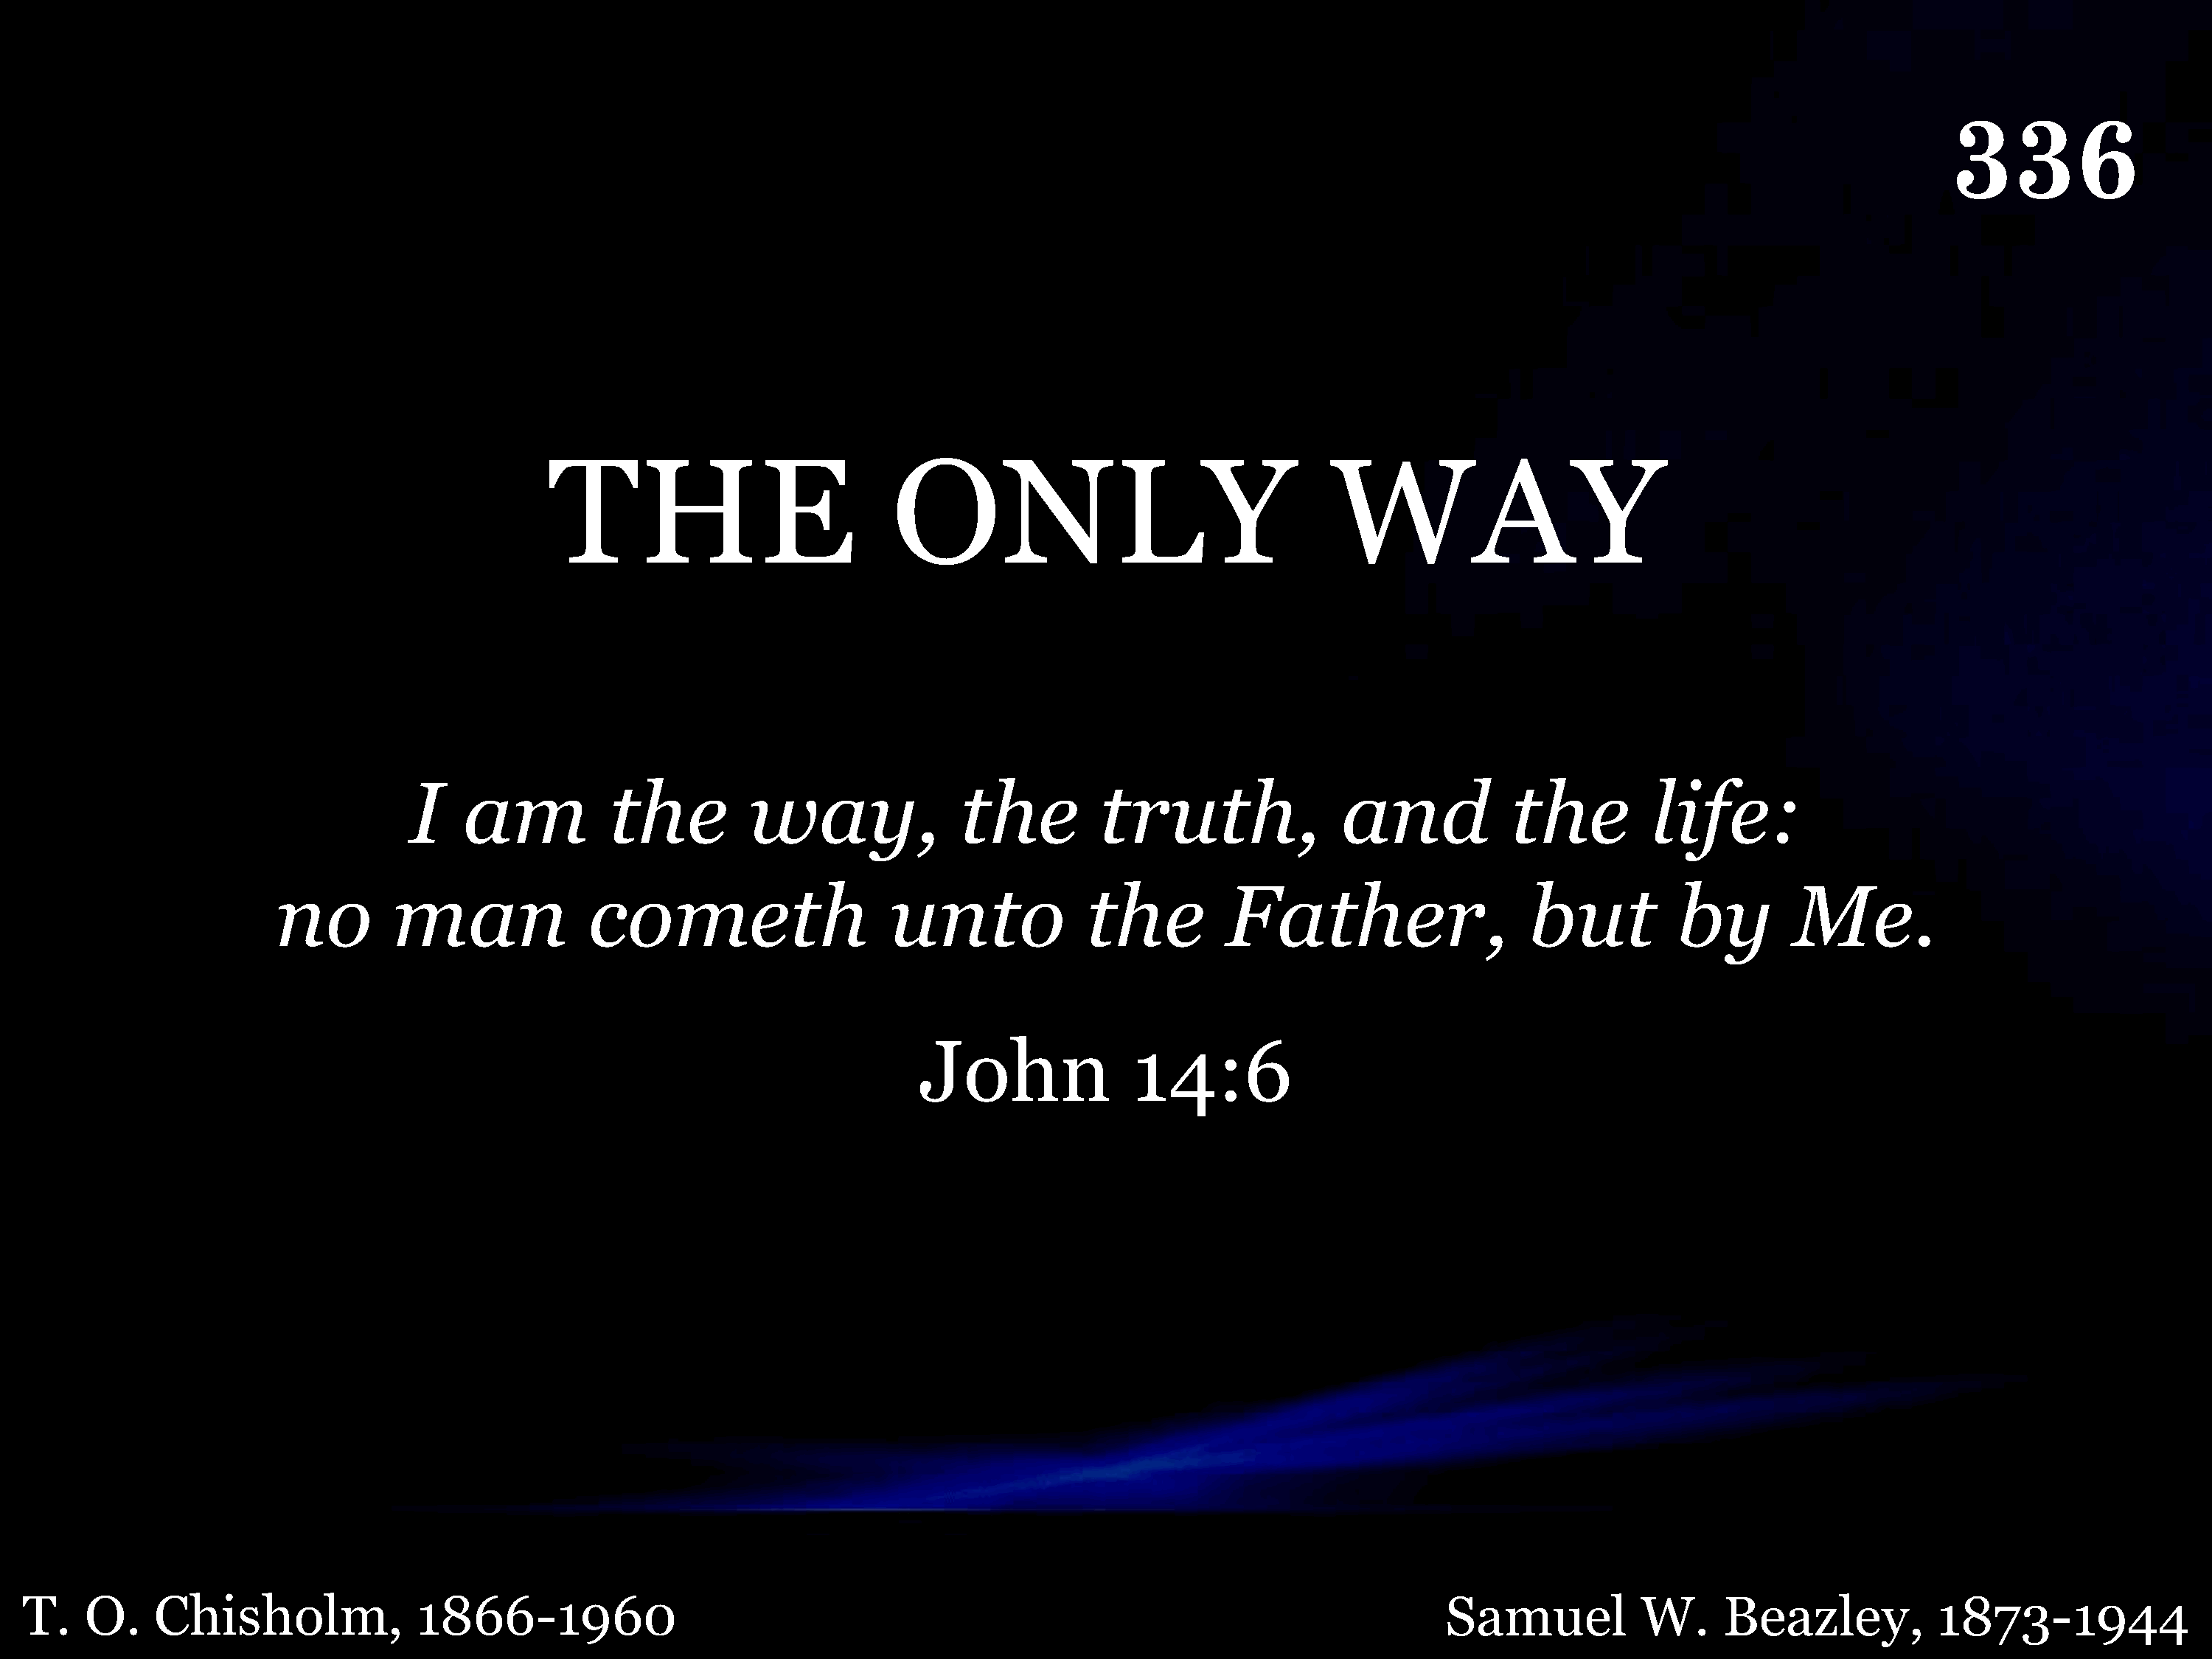 336
THE ONLY WAY
I am the way, the truth, and the life:
no man cometh unto the Father, but by Me.
John 14:6
T. O. Chisholm, 1866-1960
Samuel W. Beazley, 1873-1944